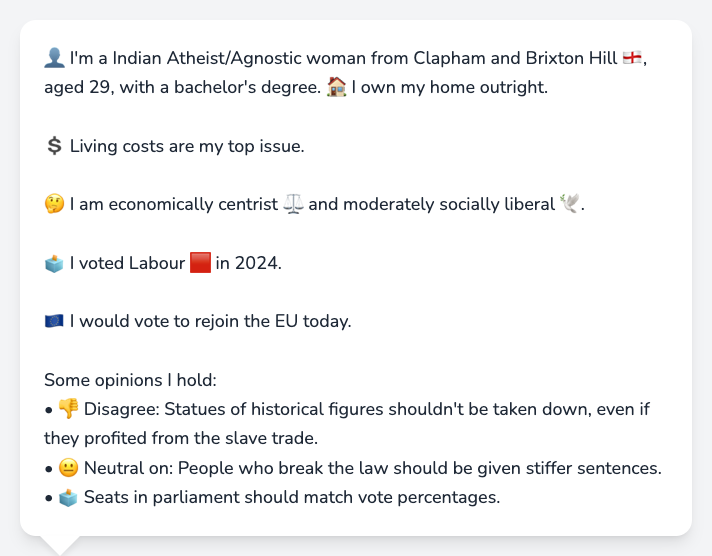 👤 I'm a Indian Atheist/Agnostic woman from Clapham and Brixton Hill 🏴󠁧󠁢󠁥󠁮󠁧󠁿,
aged 29, with a bachelor's degree. 🏠 I own my home outright.
💲 Living costs are my top issue.
🤔 I am economically centrist ⚖️ and moderately socially liberal 🕊️.
🗳️ I voted Labour 🟥 in 2024.
🇪🇺 I would vote to rejoin the EU today.
Some opinions I hold:
• 👎 Disagree: Statues of historical figures shouldn't be taken down, even if
they profited from the slave trade.
• 😐 Neutral on: People who break the law should be given stiffer sentences.
• 🗳️ Seats in parliament should match vote percentages.